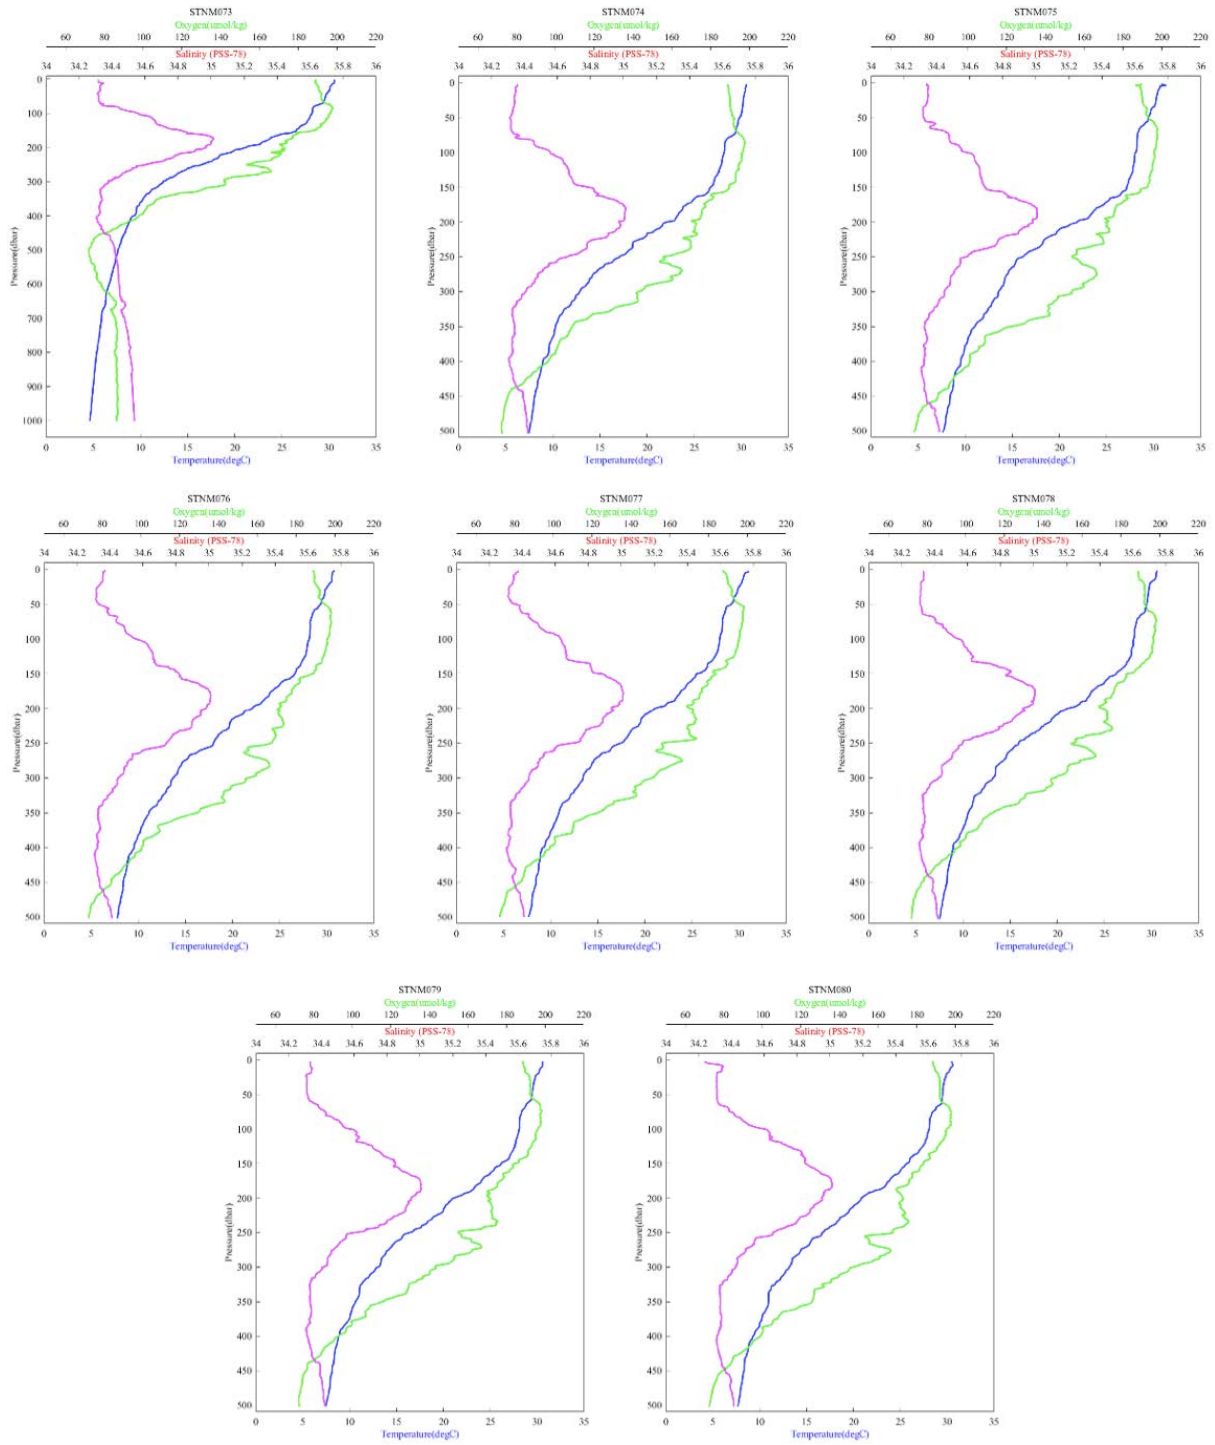 STNM073
Oxygen(umol/kg)
60 80 100 120 140 160 180 200 220
Salinity (PSS-78)
34 34.2 34.4 34.6 34.8 35 35.2 35.4 35.6 35.8 36
0
100
200
300
400
500
600
700
800
900
1000
Pressure(dbar)
0 5 10 15 20 25 30 35
Temperature(degC)
STNM074
Oxygen(umol/kg)
60 80 100 120 140 160 180 200 220
Salinity (PSS-78)
34 34.2 34.4 34.6 34.8 35 35.2 35.4 35.6 35.8 36
0
50
100
150
200
250
300
350
400
450
500
Pressure(dbar)
0 5 10 15 20 25 30 35
Temperature(degC)
STNM075
Oxygen(umol/kg)
60 80 100 120 140 160 180 200 220
Salinity (PSS-78)
34 34.2 34.4 34.6 34.8 35 35.2 35.4 35.6 35.8 36
0
50
100
150
200
250
300
350
400
450
500
Pressure(dbar)
0 5 10 15 20 25 30 35
Temperature(degC)
STNM076
Oxygen(umol/kg)
60 80 100 120 140 160 180 200 220
Salinity (PSS-78)
34 34.2 34.4 34.6 34.8 35 35.2 35.4 35.6 35.8 36
0
50
100
150
200
250
300
350
400
450
500
Pressure(dbar)
0 5 10 15 20 25 30 35
Temperature(degC)
STNM077
Oxygen(umol/kg)
60 80 100 120 140 160 180 200 220
Salinity (PSS-78)
34 34.2 34.4 34.6 34.8 35 35.2 35.4 35.6 35.8 36
0
50
100
150
200
250
300
350
400
450
500
Pressure(dbar)
0 5 10 15 20 25 30 35
Temperature(degC)
STNM078
Oxygen(umol/kg)
60 80 100 120 140 160 180 200 220
Salinity (PSS-78)
34 34.2 34.4 34.6 34.8 35 35.2 35.4 35.6 35.8 36
0
50
100
150
200
250
300
350
400
450
500
Pressure(dbar)
0 5 10 15 20 25 30 35
Temperature(degC)
STNM079
Oxygen(umol/kg)
60 80 100 120 140 160 180 200 220
Salinity (PSS-78)
34 34.2 34.4 34.6 34.8 35 35.2 35.4 35.6 35.8 36
0
50
100
150
200
250
300
350
400
450
500
Pressure(dbar)
0 5 10 15 20 25 30 35
Temperature(degC)
STNM080
Oxygen(umol/kg)
60 80 100 120 140 160 180 200 220
Salinity (PSS-78)
34 34.2 34.4 34.6 34.8 35 35.2 35.4 35.6 35.8 36
0
50
100
150
200
250
300
350
400
450
500
Pressure(dbar)
0 5 10 15 20 25 30 35
Temperature(degC)